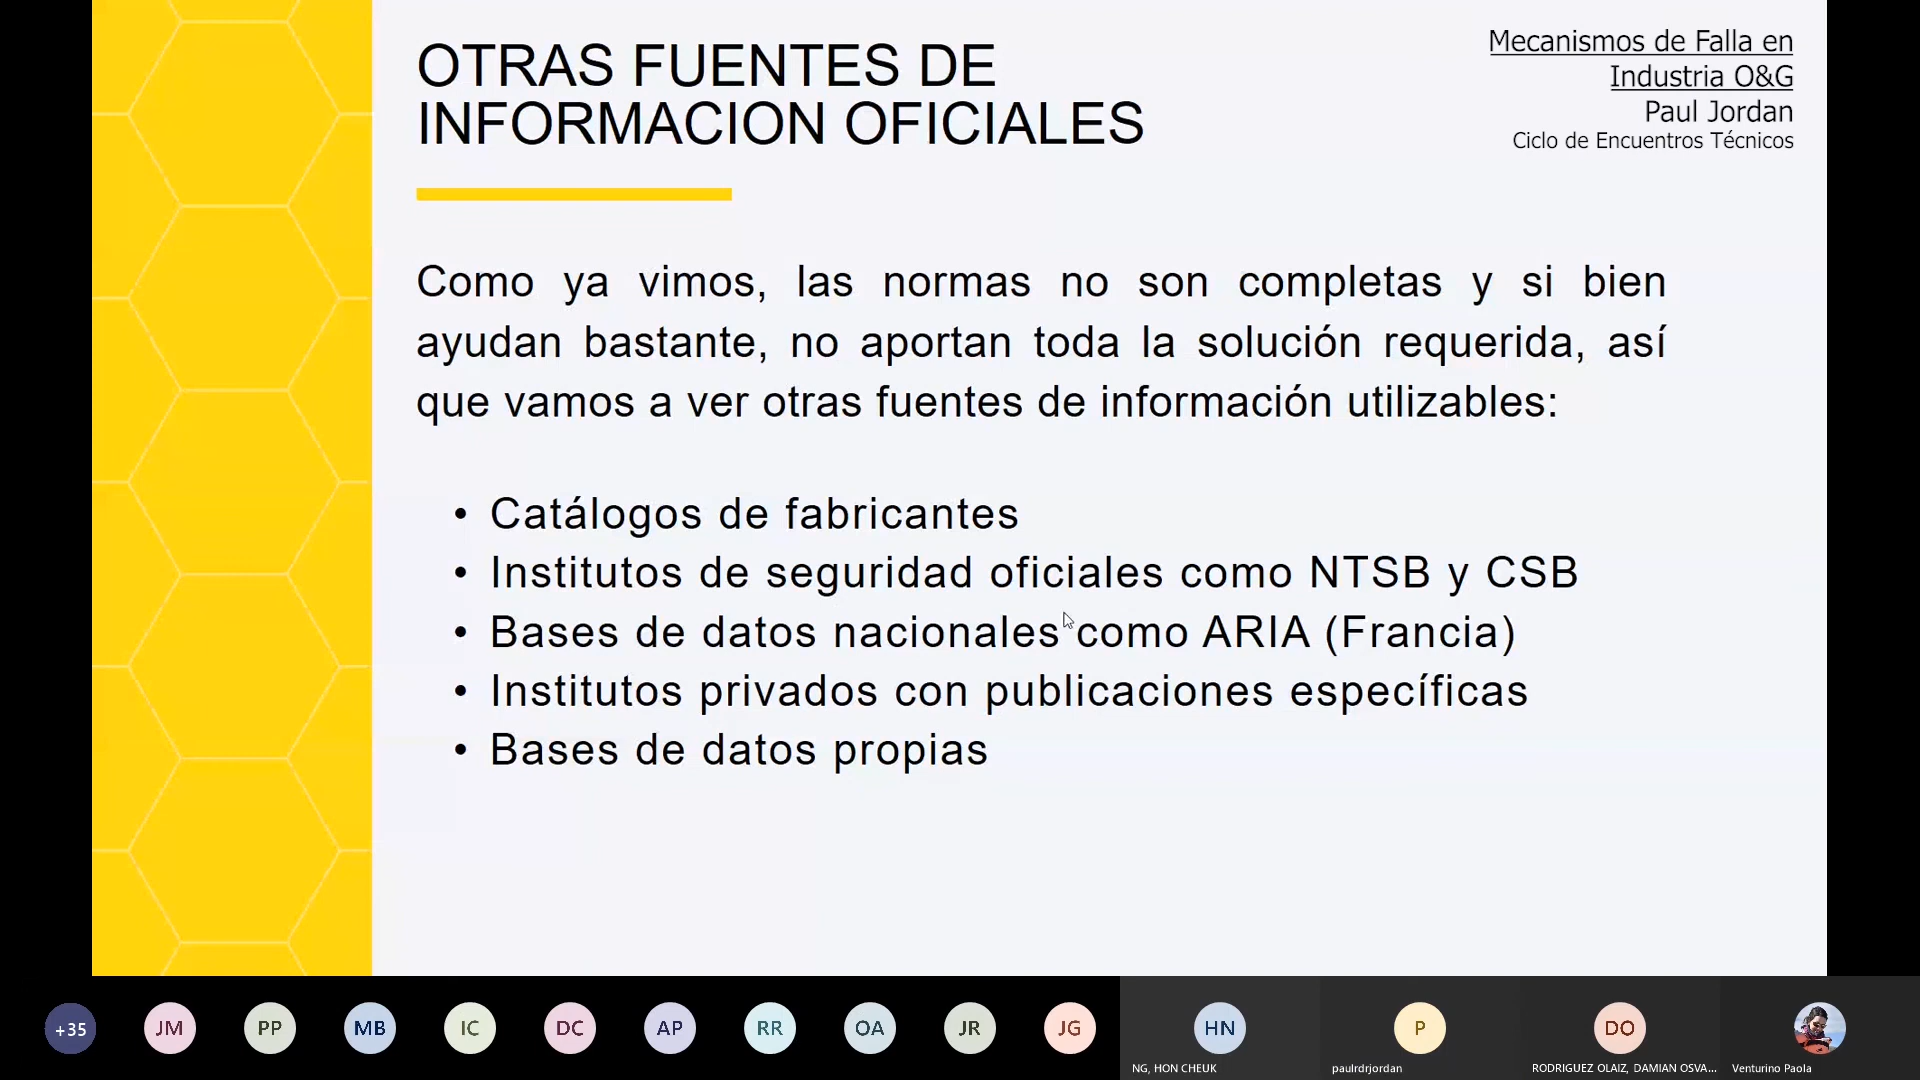 OTRAS FUENTES DE
INFORMACION OFICIALES
Mecanismos de Falla en
Industria O&G
Paul Jordan
Ciclo de Encuentros Técnicos
Como ya vimos, las normas no son completas y si bien
ayudan bastante, no aportan toda la solución requerida, así
que vamos a ver otras fuentes de información utilizables:
• Catálogos de fabricantes
• Institutos de seguridad oficiales como NTSB y CSB
• Bases de datos nacionales como ARIA (Francia)
• Institutos privados con publicaciones específicas
• Bases de datos propias
+35
JM
PP
MB
IC
DC
AP
RR
OA
JR
JG
HN
P
DO
NG, HON CHEUK
paulrdrjordan
RODRIGUEZ OLAIZ, DAMIAN OSVA...
Venturino Paola